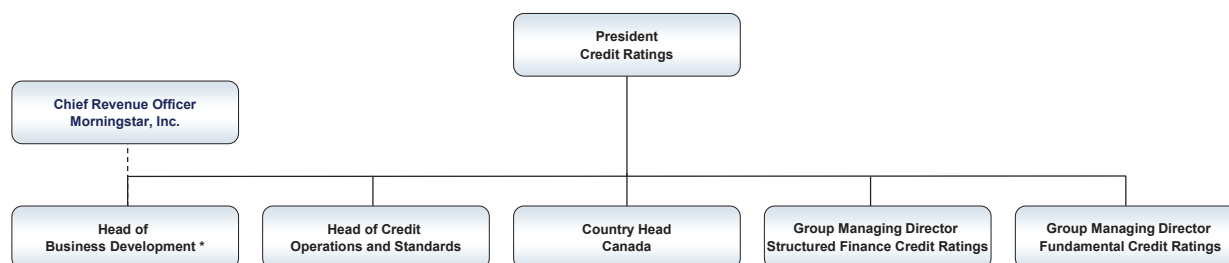 President
Credit Ratings
Chief Revenue Officer
Morningstar, Inc.
Head of
Business Development *
Head of Credit
Operations and Standards
Country Head
Canada
Group Managing Director
Structured Finance Credit Ratings
Group Managing Director
Fundamental Credit Ratings